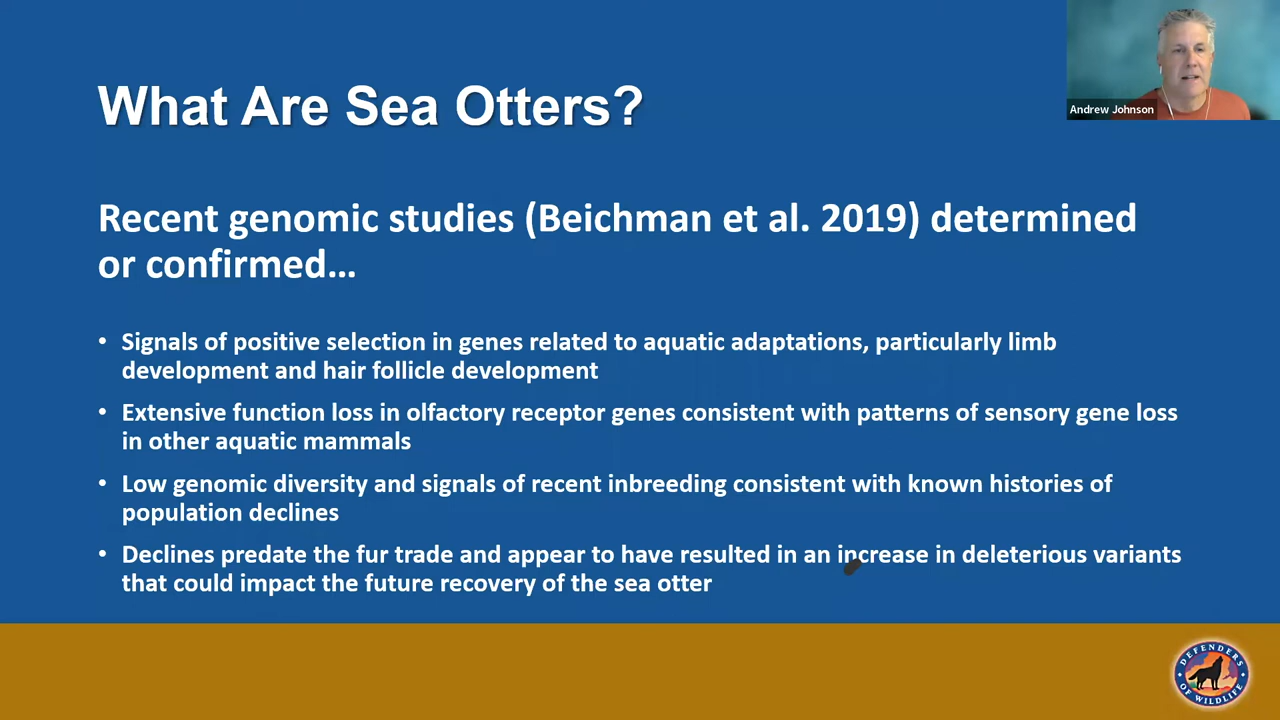 What Are Sea Otters?
Andrew Johnson
Recent genomic studies (Beichman et al. 2019) determined
or confirmed…
• Signals of positive selection in genes related to aquatic adaptations, particularly limb
development and hair follicle development
• Extensive function loss in olfactory receptor genes consistent with patterns of sensory gene loss
in other aquatic mammals
• Low genomic diversity and signals of recent inbreeding consistent with known histories of
population declines
• Declines predate the fur trade and appear to have resulted in an increase in deleterious variants
that could impact the future recovery of the sea otter
DEFENDERS
OF WILDLIFE